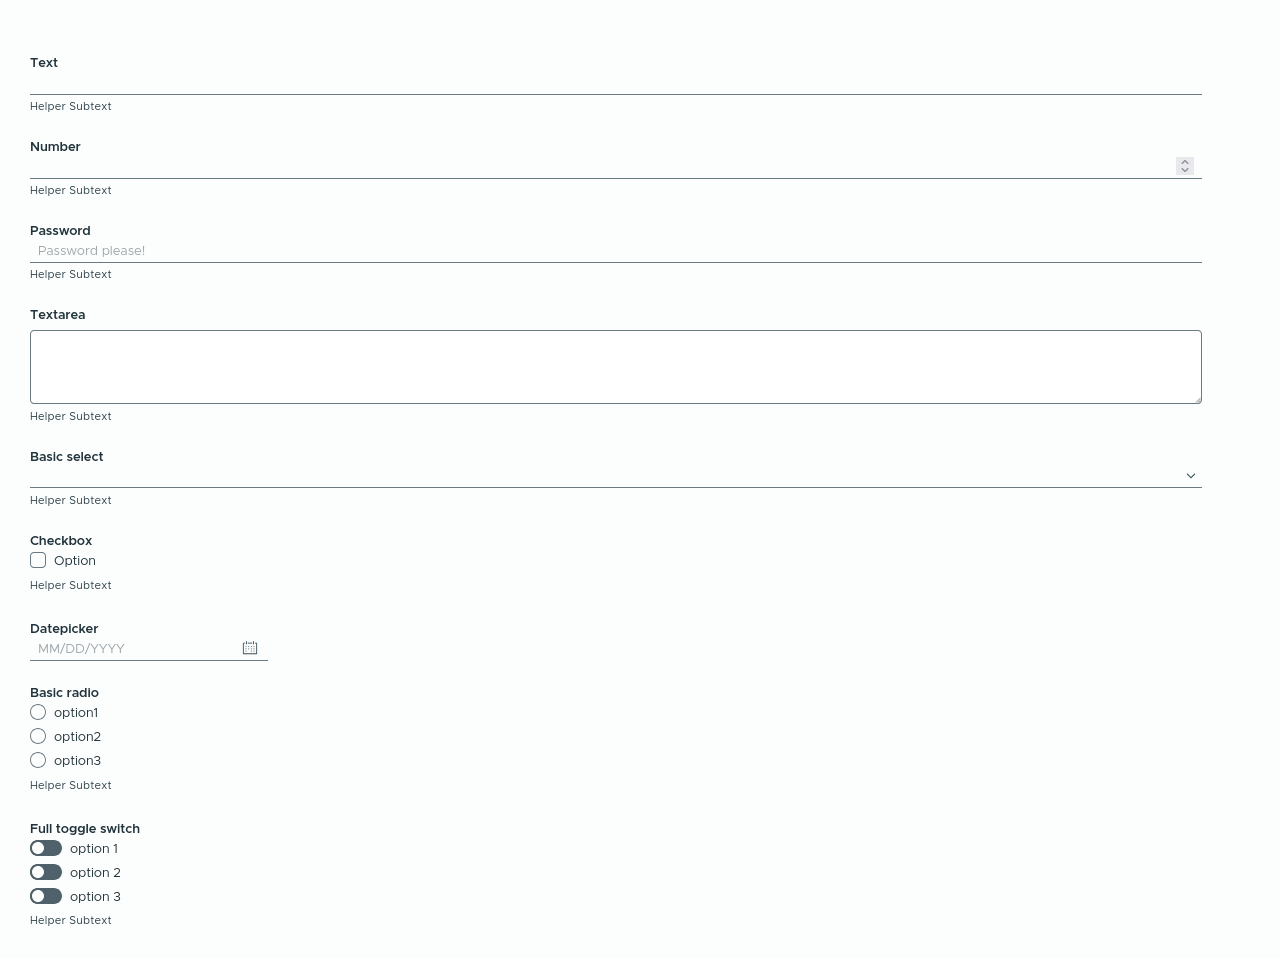 Text
Helper Subtext
Number
Helper Subtext
Password
Password please!
Helper Subtext
Textarea
Helper Subtext
Basic select
Helper Subtext
Checkbox
Option
Helper Subtext
Datepicker
MM/DD/YYYY
Basic radio
option1
option2
option3
Helper Subtext
Full toggle switch
option 1
option 2
option 3
Helper Subtext